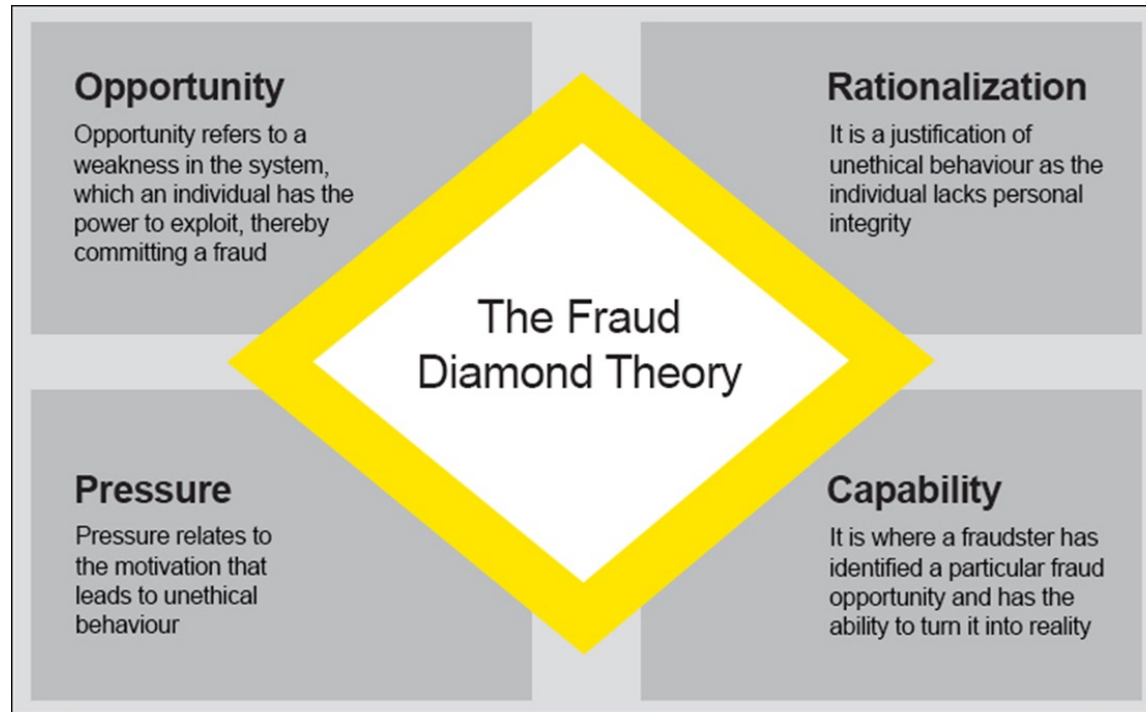 Opportunity
Opportunity refers to a
weakness in the system,
which an individual has the
power to exploit, thereby
committing a fraud
Rationalization
It is a justification of
unethical behaviour as the
individual lacks personal
integrity
The Fraud
Diamond Theory
Pressure
Pressure relates to
the motivation that
leads to unethical
behaviour
Capability
It is where a fraudster has
identified a particular fraud
opportunity and has the
ability to turn it into reality